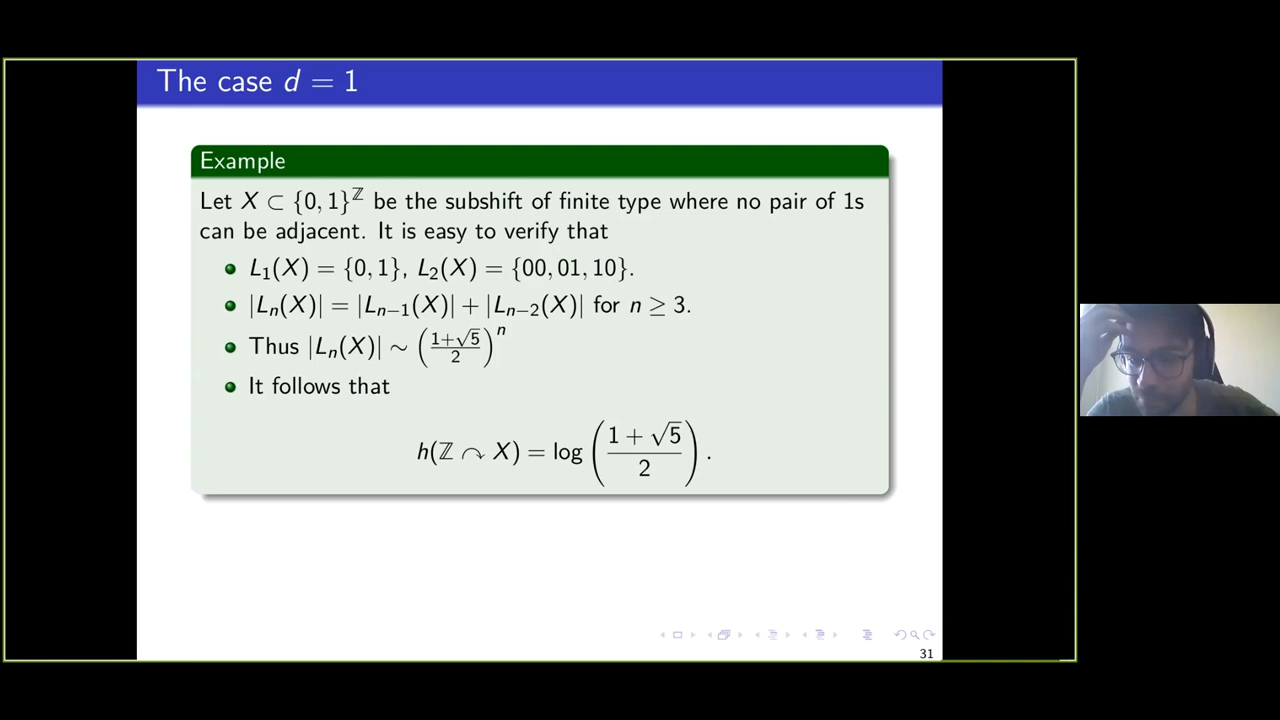 The case d = 1
Example
Let X ⊂ {0, 1}^ℤ be the subshift of finite type where no pair of 1s
can be adjacent. It is easy to verify that
• L₁(X) = {0, 1}, L₂(X) = {00, 01, 10}.
• |Lₙ(X)| = |Lₙ₋₁(X)| + |Lₙ₋₂(X)| for n ≥ 3.
• Thus |Lₙ(X)| ∼ ((1+√5)/2)ⁿ
• It follows that
h(ℤ ↷ X) = log((1 + √5)/2).
31